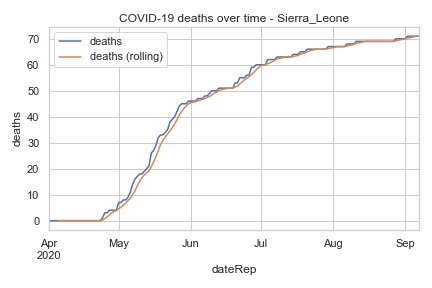 COVID-19 deaths over time - Sierra_Leone
deaths
deaths (rolling)
70
60
50
40
30
20
10
0
deaths
Apr
2020
May
Jun
Jul
Aug
Sep
dateRep